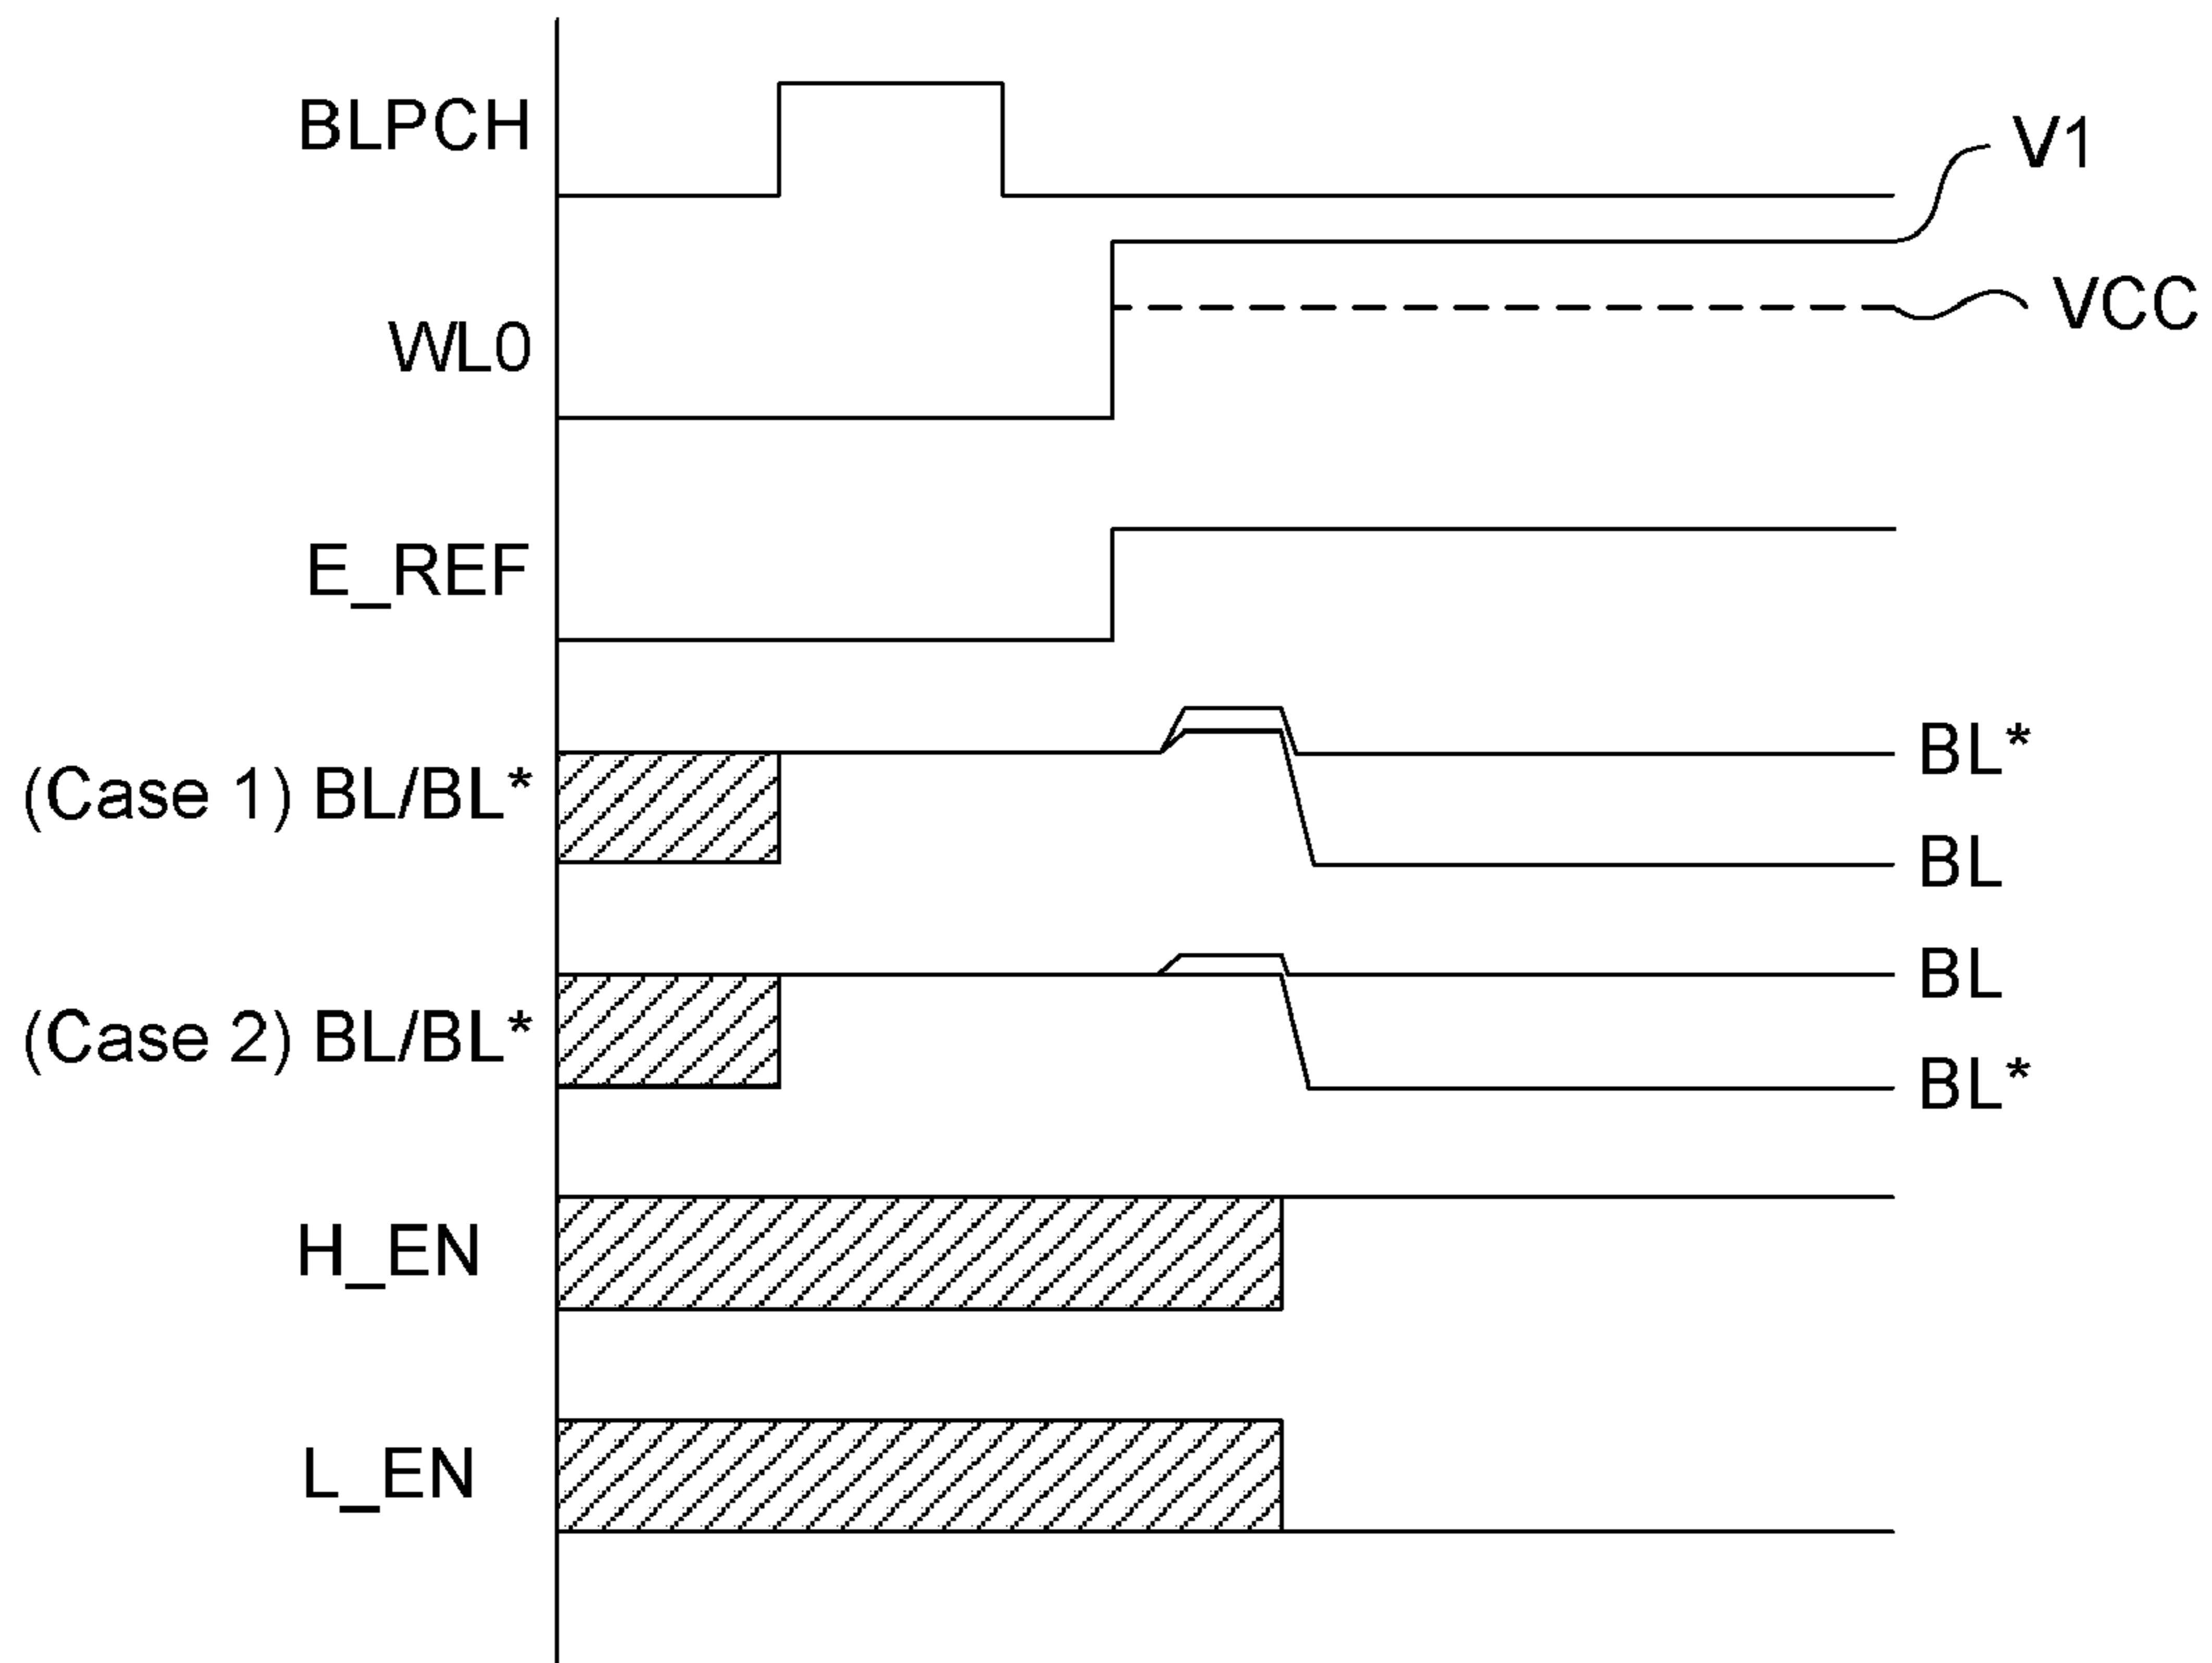 BLPCH
V1
VCC
WL0
E_REF
(Case 1) BL/BL*
BL*
BL
(Case 2) BL/BL*
BL
BL*
H_EN
L_EN